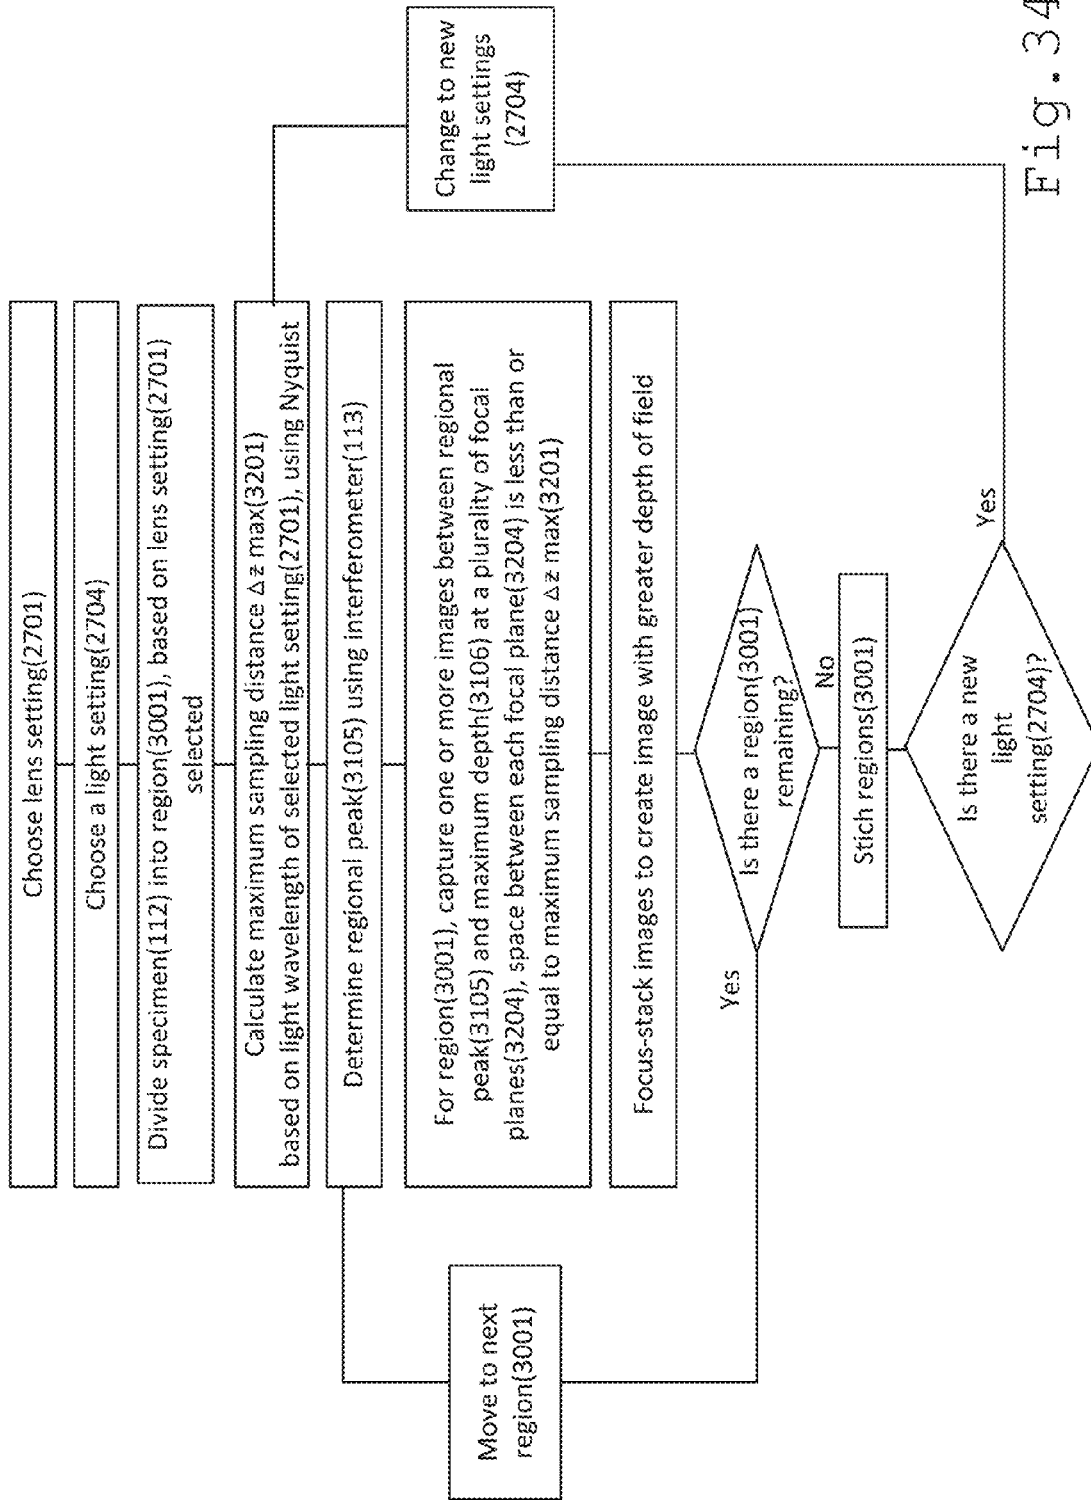 Choose lens setting(2701)
Choose a light setting(2704)
Divide specimen(112) into region(3001), based on lens setting(2701)
selected
Calculate maximum sampling distance Δz max(3201)
based on light wavelength of selected light setting(2701), using Nyquist
Determine regional peak(3105) using interferometer(113)
For region(3001), capture one or more images between regional
peak(3105) and maximum depth(3106) at a plurality of focal
planes(3204), space between each focal plane(3204) is less than or
equal to maximum sampling distance Δz max(3201)
Focus-stack images to create image with greater depth of field
Is there a region(3001)
remaining?
Yes
Move to next
region(3001)
No
Stich regions(3001)
Is there a new
light
setting(2704)?
Yes
Change to new
light settings
(2704)
Fig.34